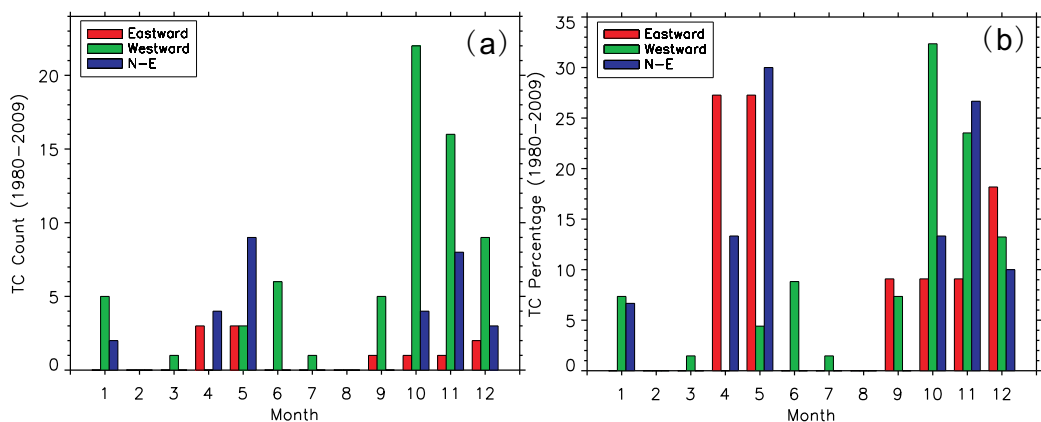 (a)
Eastward
Westward
N-E
TC Count (1980-2009)
20
15
10
5
0
1 2 3 4 5 6 7 8 9 10 11 12
Month
(b)
Eastward
Westward
N-E
TC Percentage (1980-2009)
35
30
25
20
15
10
5
0
1 2 3 4 5 6 7 8 9 10 11 12
Month